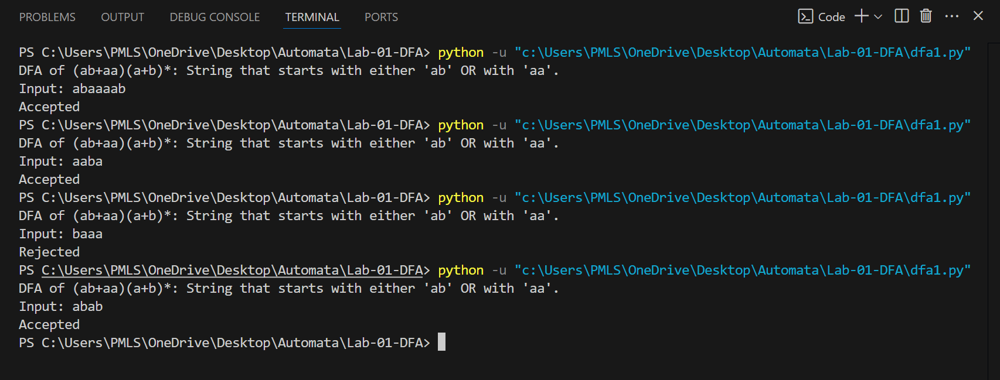 PROBLEMS OUTPUT DEBUG CONSOLE TERMINAL PORTS Code
PS C:\Users\PMLS\OneDrive\Desktop\Automata\Lab-01-DFA> python -u "c:\Users\PMLS\OneDrive\Desktop\Automata\Lab-01-DFA\dfa1.py"
DFA of (ab+aa)(a+b)*: String that starts with either 'ab' OR with 'aa'.
Input: abaaaab
Accepted
PS C:\Users\PMLS\OneDrive\Desktop\Automata\Lab-01-DFA> python -u "c:\Users\PMLS\OneDrive\Desktop\Automata\Lab-01-DFA\dfa1.py"
DFA of (ab+aa)(a+b)*: String that starts with either 'ab' OR with 'aa'.
Input: aaba
Accepted
PS C:\Users\PMLS\OneDrive\Desktop\Automata\Lab-01-DFA> python -u "c:\Users\PMLS\OneDrive\Desktop\Automata\Lab-01-DFA\dfa1.py"
DFA of (ab+aa)(a+b)*: String that starts with either 'ab' OR with 'aa'.
Input: baaa
Rejected
PS C:\Users\PMLS\OneDrive\Desktop\Automata\Lab-01-DFA> python -u "c:\Users\PMLS\OneDrive\Desktop\Automata\Lab-01-DFA\dfa1.py"
DFA of (ab+aa)(a+b)*: String that starts with either 'ab' OR with 'aa'.
Input: abab
Accepted
PS C:\Users\PMLS\OneDrive\Desktop\Automata\Lab-01-DFA>